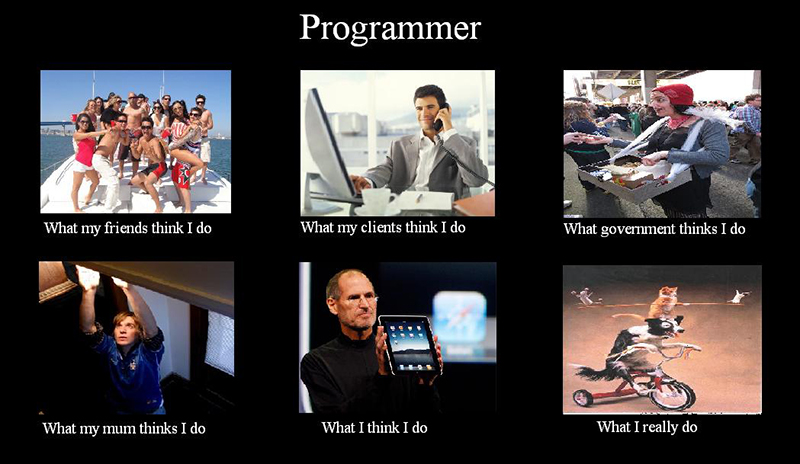 Programmer
What my friends think I do
What my clients think I do
What government thinks I do
What my mum thinks I do
What I think I do
What I really do